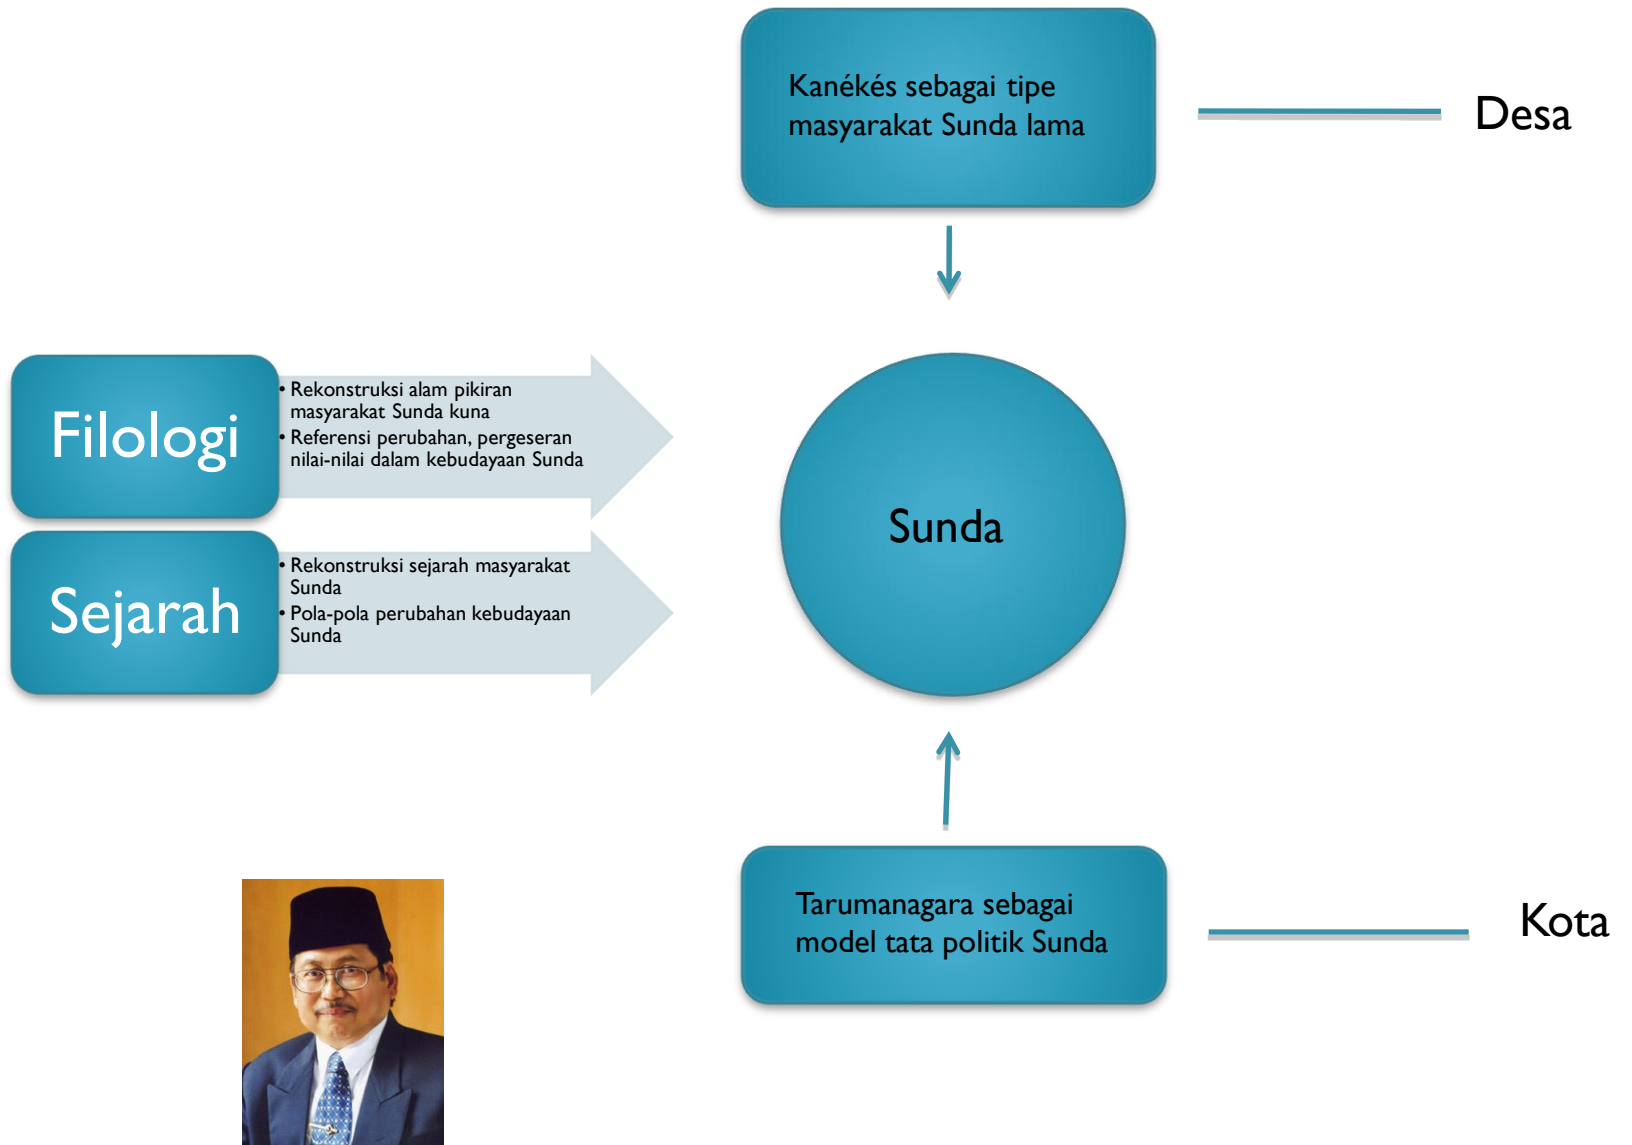 Kanékés sebagai tipe
masyarakat Sunda lama
Desa
Filologi
• Rekonstruksi alam pikiran
masyarakat Sunda kuna
• Referensi perubahan, pergeseran
nilai-nilai dalam kebudayaan Sunda
Sejarah
• Rekonstruksi sejarah masyarakat
Sunda
• Pola-pola perubahan kebudayaan
Sunda
Sunda
Tarumanagara sebagai
model tata politik Sunda
Kota